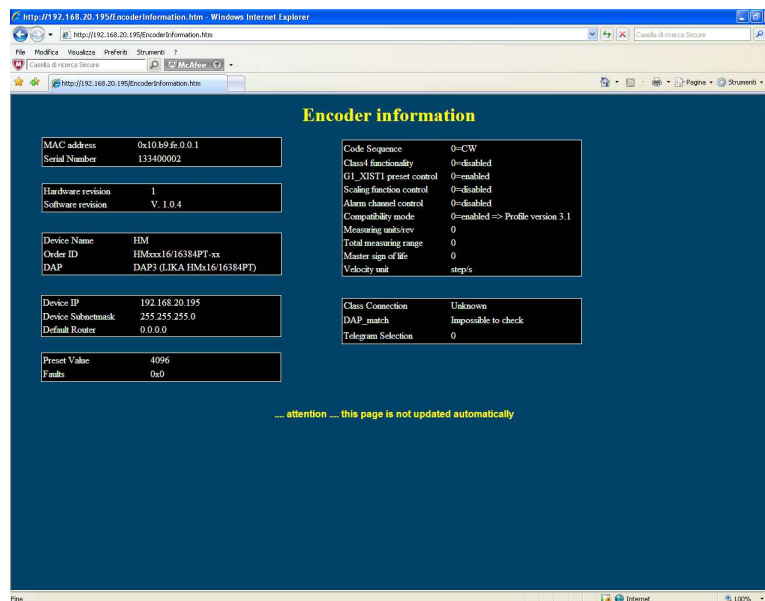 http://192.168.20.195/EncoderInformation.htm - Windows Internet Explorer
http://192.168.20.195/EncoderInformation.htm
Casella di ricerca Secure
File Modifica Visualizza Preferiti Strumenti ?
Casella di ricerca Secure McAfee
http://192.168.20.195/EncoderInformation.htm
Pagina Strumenti
Encoder information
MAC address 0x10.b9.fe.0.0.1
Serial Number 133400002
Hardware revision 1
Software revision V. 1.0.4
Device Name HM
Order ID HMxxx16/16384PT-xx
DAP DAP3 (LIKA HMx16/16384PT)
Device IP 192.168.20.195
Device Subnetmask 255.255.255.0
Default Router 0.0.0.0
Preset Value 4096
Faults 0x0
Code Sequence 0=CW
Class4 functionality 0=disabled
G1_XIST1 preset control 0=enabled
Scaling function control 0=disabled
Alarm channel control 0=disabled
Compatibility mode 0=enabled => Profile version 3.1
Measuring units/rev 0
Total measuring range 0
Master sign of life 0
Velocity unit step/s
Class Connection Unknown
DAP_match Impossible to check
Telegram Selection 0
.... attention .... this page is not updated automatically
Fine
Internet
100%